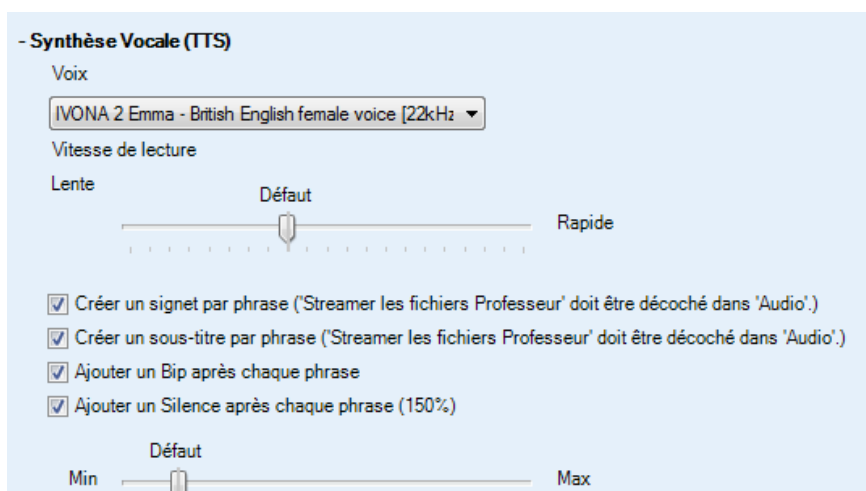 - Synthèse Vocale (TTS)
Voix
IVONA 2 Emma - British English female voice [22kHz
Vitesse de lecture
Lente
Défaut
Rapide
Créer un signet par phrase ('Streamer les fichiers Professeur' doit être décoché dans 'Audio'.)
Créer un sous-titre par phrase ('Streamer les fichiers Professeur' doit être décoché dans 'Audio'.)
Ajouter un Bip après chaque phrase
Ajouter un Silence après chaque phrase (150%)
Défaut
Min Max